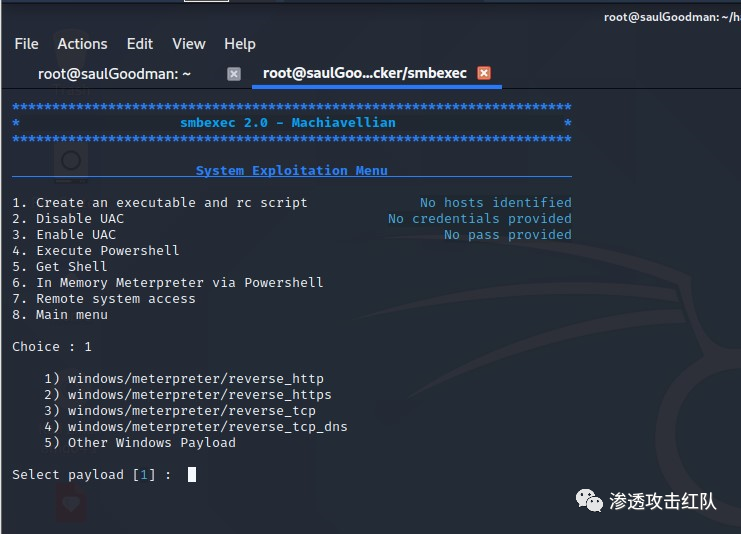 root@saulGoodman: ~/h
File Actions Edit View Help
root@saulGoodman: ~ root@saulGoo...cker/smbexec
************************************************************************
* smbexec 2.0 - Machiavellian *
************************************************************************
System Exploitation Menu
1. Create an executable and rc script No hosts identified
2. Disable UAC No credentials provided
3. Enable UAC No pass provided
4. Execute Powershell
5. Get Shell
6. In Memory Meterpreter via Powershell
7. Remote system access
8. Main menu
Choice : 1
1) windows/meterpreter/reverse_http
2) windows/meterpreter/reverse_https
3) windows/meterpreter/reverse_tcp
4) windows/meterpreter/reverse_tcp_dns
5) Other Windows Payload
Select payload [1] :
渗透攻击红队